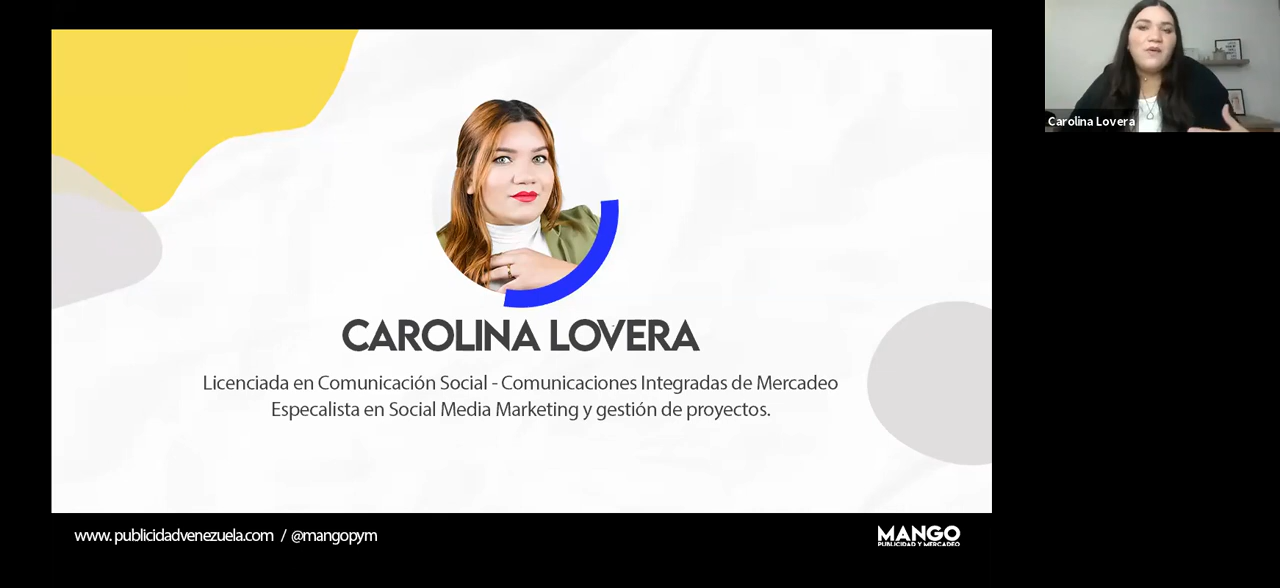 CAROLINA LOVERA
Licenciada en Comunicación Social - Comunicaciones Integradas de Mercadeo
Especalista en Social Media Marketing y gestión de proyectos.
www.publicidadvenezuela.com / @mangopym
MANGO
PUBLICIDAD Y MERCADEO
Carolina Lovera